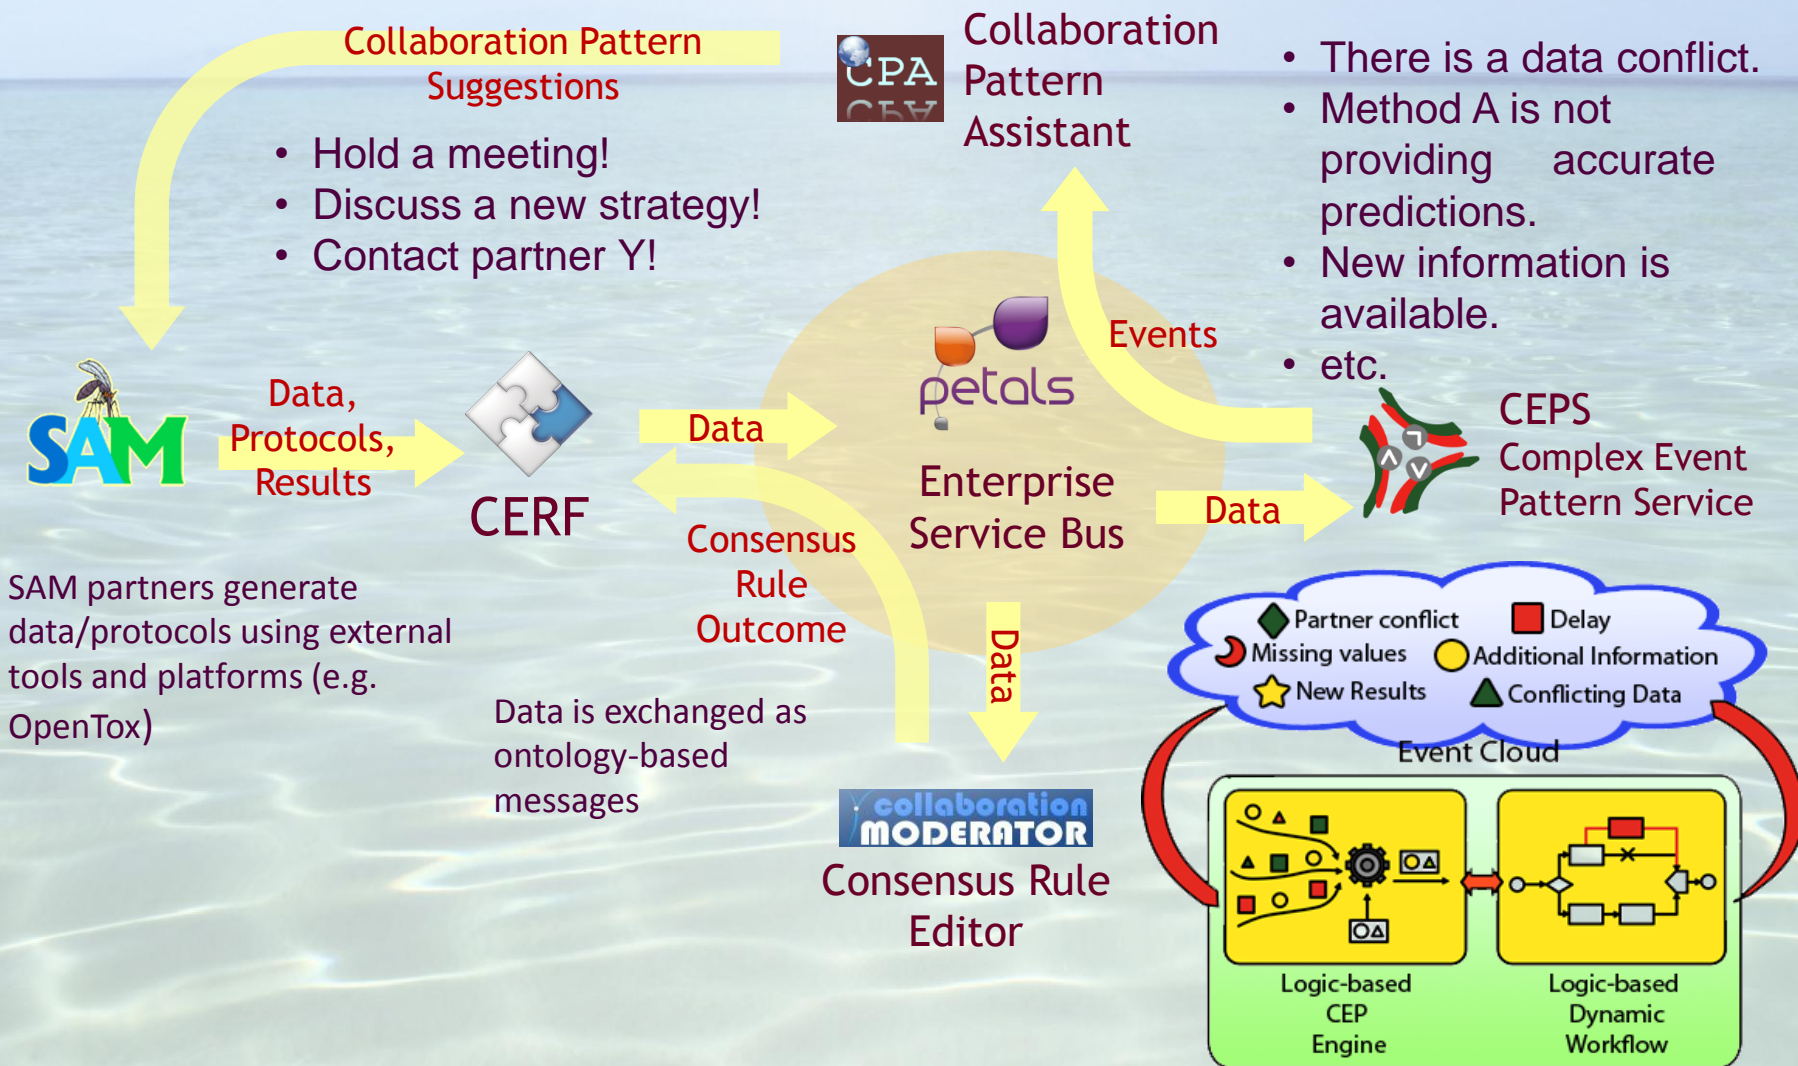 Collaboration Pattern
Suggestions
• Hold a meeting!
• Discuss a new strategy!
• Contact partner Y!
CPA
Collaboration
Pattern
Assistant
• There is a data conflict.
• Method A is not
providing accurate
predictions.
• New information is
available.
• etc.
Events
SAM
Data,
Protocols,
Results
CERF
Data
petals
Enterprise
Service Bus
Data
CEPS
Complex Event
Pattern Service
Consensus
Rule
Outcome
Data
SAM partners generate
data/protocols using external
tools and platforms (e.g.
OpenTox)
Data is exchanged as
ontology-based
messages
collaboration
MODERATOR
Consensus Rule
Editor
Partner conflict
Delay
Missing values
Additional Information
New Results
Conflicting Data
Event Cloud
Logic-based
CEP
Engine
Logic-based
Dynamic
Workflow